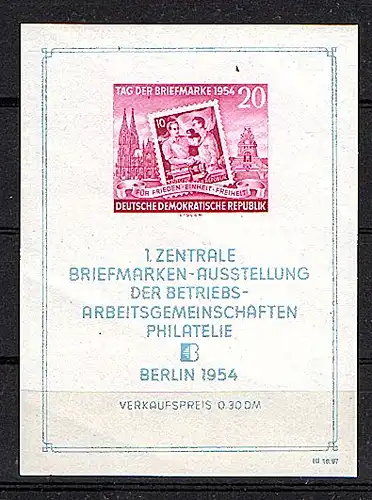 TAG DER BRIEFMARKE 1954 20
10
FÜR FRIEDEN · EINHEIT · FREIHEIT
DEUTSCHE DEMOKRATISCHE REPUBLIK
1. ZENTRALE
BRIEFMARKEN-AUSSTELLUNG
DER BETRIEBS-
ARBEITSGEMEINSCHAFTEN
PHILATELIE
BERLIN 1954
VERKAUFSPREIS 0.30 DM